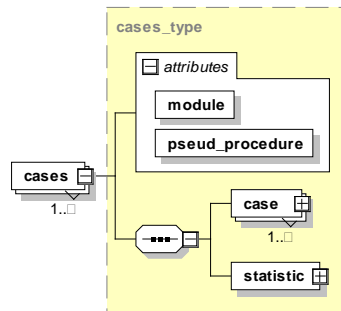 cases_type
attributes
module
pseud_procedure
cases
1..□
case
1..□
statistic